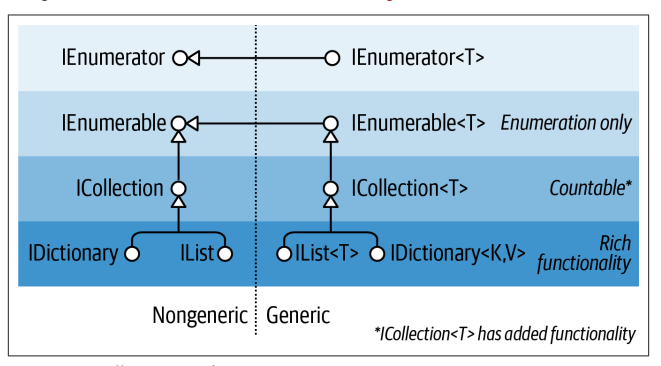 IEnumerator IEnumerator<T>
IEnumerable IEnumerable<T> Enumeration only
ICollection ICollection<T> Countable*
IDictionary IList IList<T> IDictionary<K,V> Rich
functionality
Nongeneric Generic
*ICollection<T> has added functionality